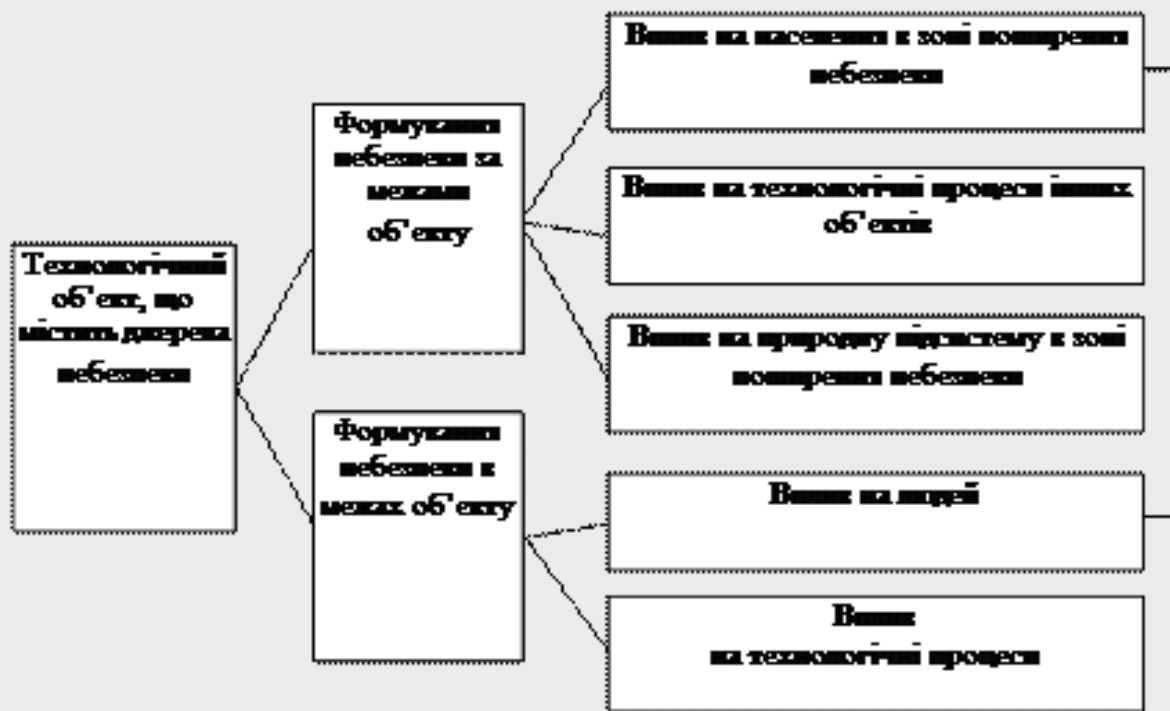 Технологічний
об'єкт, що
містить джерела
небезпеки
Формування
небезпеки за
межами
об'єкту
Формування
небезпеки в
межах об'єкту
Вплив на населення в зоні поширення
небезпеки
Вплив на технологічні процеси інших
об'єктів
Вплив на природну підсистему в зоні
поширення небезпеки
Вплив на людей
Вплив
на технологічні процеси